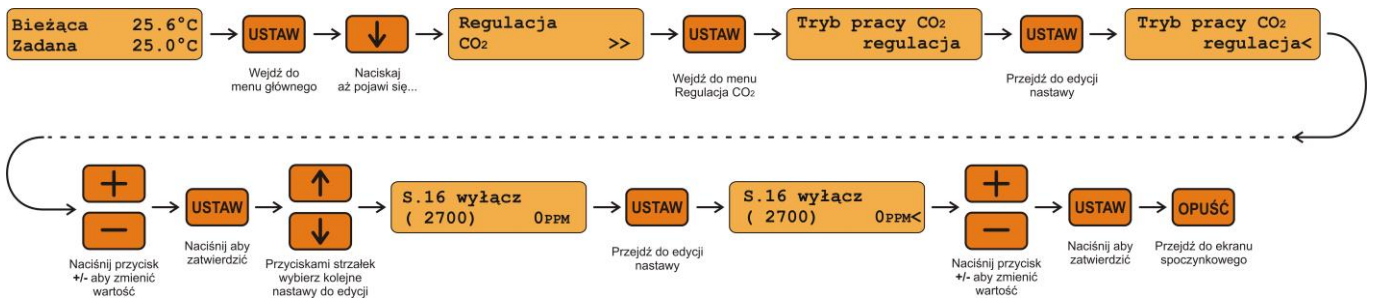 Bieżąca 25.6°C
Zadana 25.0°C
USTAW
Wejdź do
menu głównego
Naciskaj
aż pojawi się...
Regulacja
CO₂ >>
USTAW
Wejdź do menu
Regulacja CO₂
Tryb pracy CO₂
regulacja
USTAW
Przejdź do edycji
nastawy
Tryb pracy CO₂
regulacja<
+
−
Naciśnij przycisk
+/- aby zmienić
wartość
USTAW
Naciśnij aby
zatwierdzić
Przyciskami strzałek
wybierz kolejne
nastawy do edycji
S.16 wyłącz
( 2700) 0PPM
USTAW
Przejdź do edycji
nastawy
S.16 wyłącz
( 2700) 0PPM<
+
−
Naciśnij przycisk
+/- aby zmienić
wartość
USTAW
Naciśnij aby
zatwierdzić
OPUŚĆ
Przejdź do ekranu
spoczynkowego